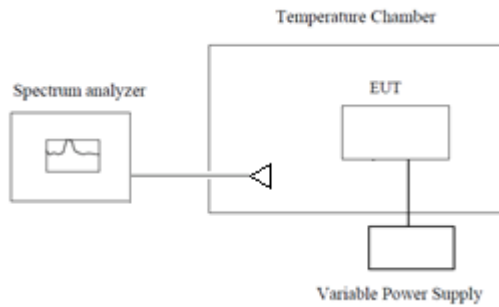 Temperature Chamber
Spectrum analyzer
EUT
Variable Power Supply